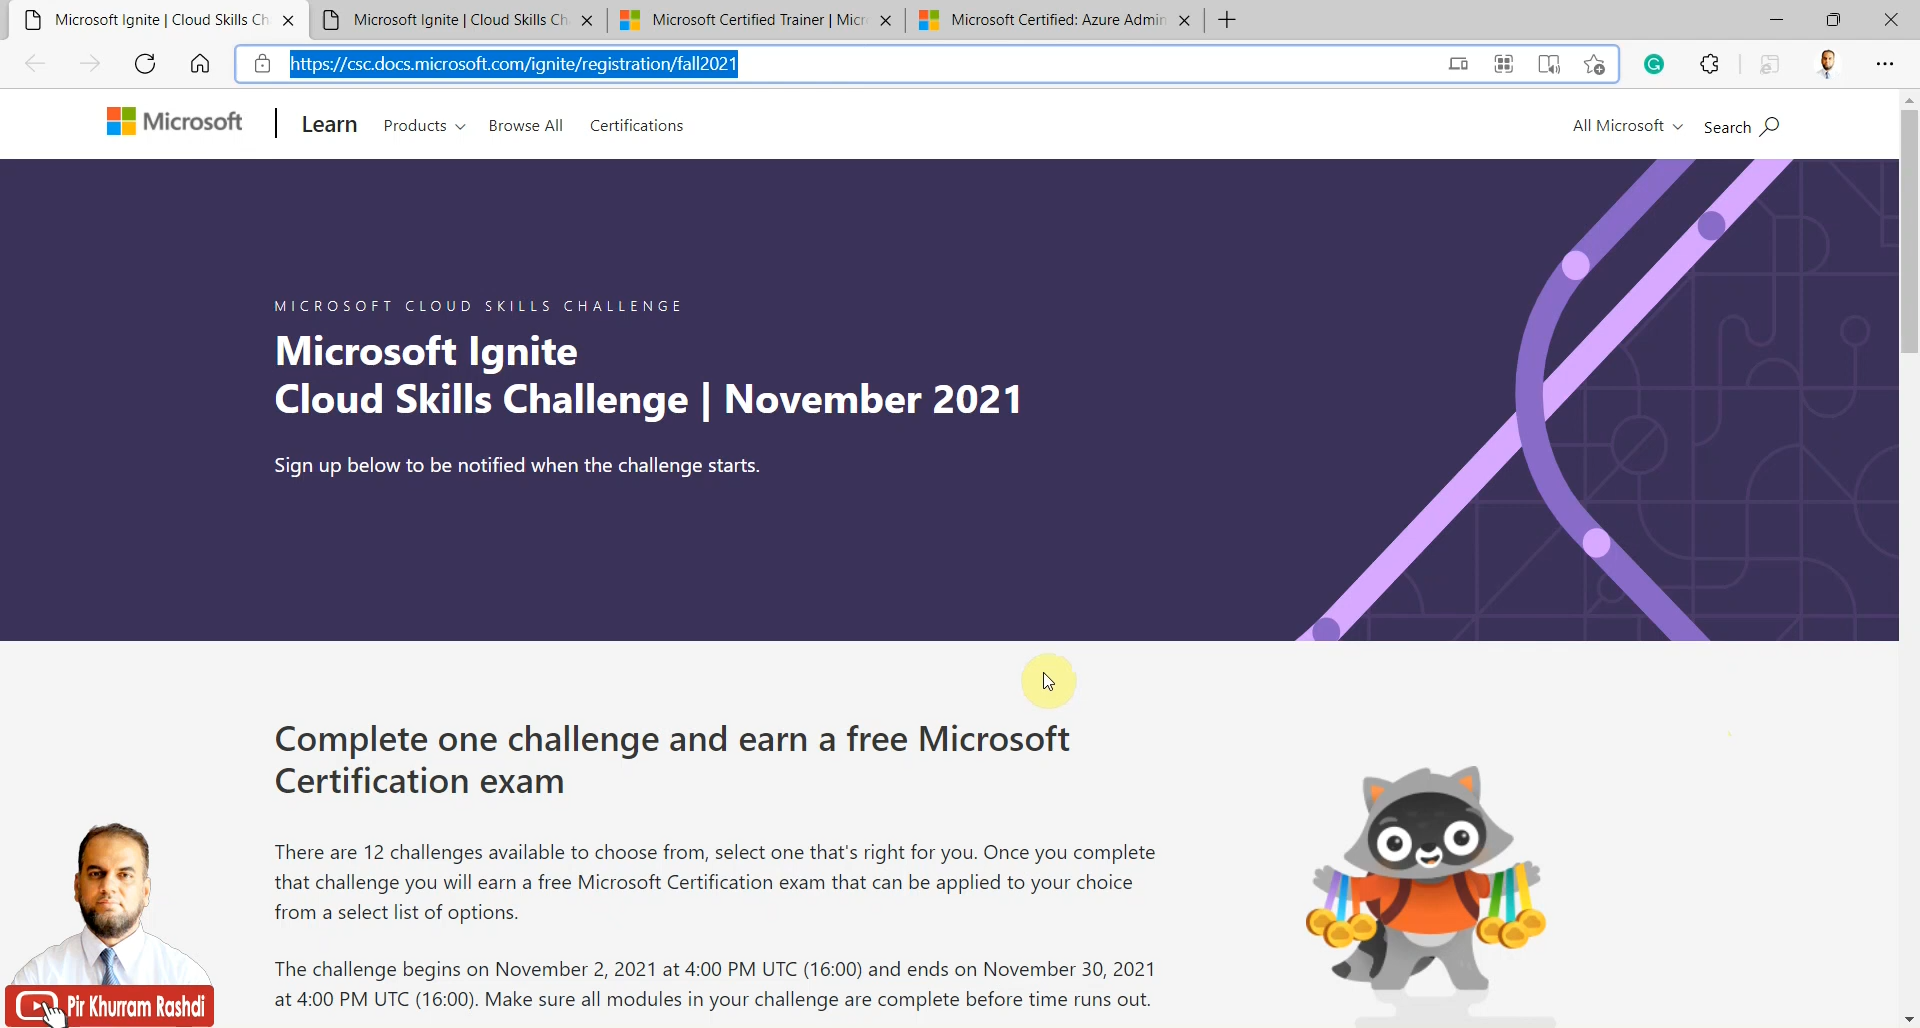 Microsoft Ignite | Cloud Skills Ch
Microsoft Ignite | Cloud Skills Ch
Microsoft Certified Trainer | Micr
Microsoft Certified: Azure Admin
https://csc.docs.microsoft.com/ignite/registration/fall2021
Microsoft
Learn
Products
Browse All
Certifications
All Microsoft
Search
MICROSOFT CLOUD SKILLS CHALLENGE
Microsoft Ignite
Cloud Skills Challenge | November 2021
Sign up below to be notified when the challenge starts.
Complete one challenge and earn a free Microsoft
Certification exam
There are 12 challenges available to choose from, select one that's right for you. Once you complete
that challenge you will earn a free Microsoft Certification exam that can be applied to your choice
from a select list of options.
The challenge begins on November 2, 2021 at 4:00 PM UTC (16:00) and ends on November 30, 2021
at 4:00 PM UTC (16:00). Make sure all modules in your challenge are complete before time runs out.
Pir Khurram Rashdi